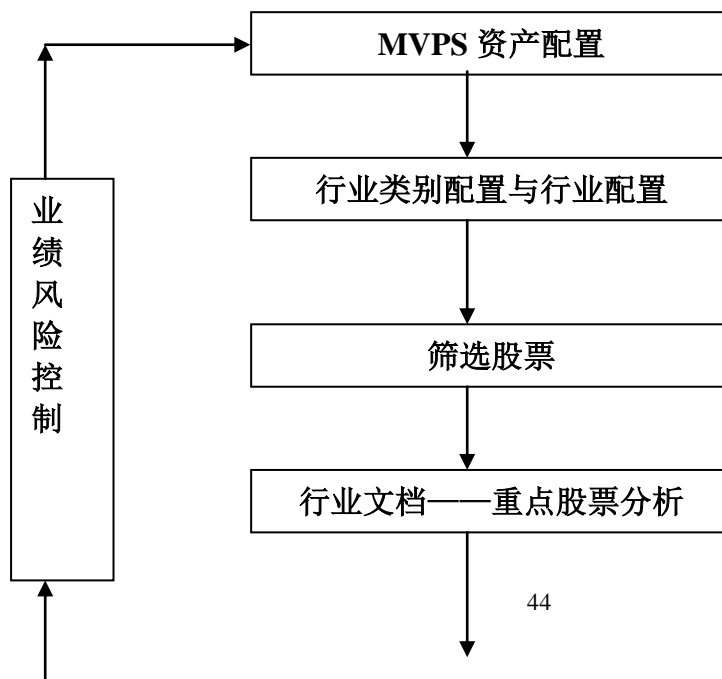 MVPS 资产配置
行业类别配置与行业配置
业
绩
风
险
控
制
筛选股票
行业文档——重点股票分析
44